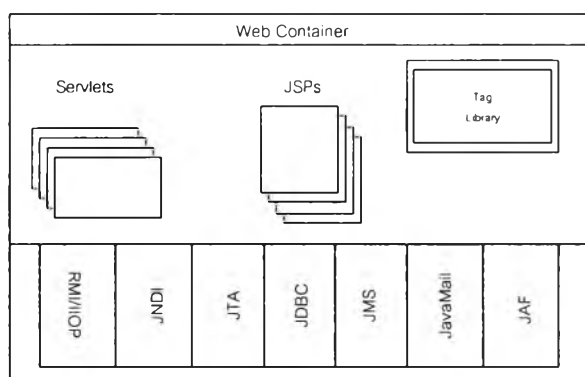 Web Container
Servlets
JSPs
Tag
Library
RMI/IIOP
JNDI
JTA
JDBC
JMS
JavaMail
JAF